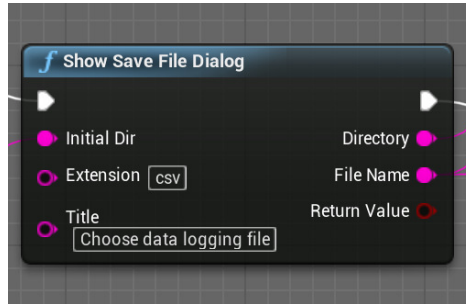 f Show Save File Dialog
Initial Dir
Directory
Extension csv
File Name
Title
Choose data logging file
Return Value